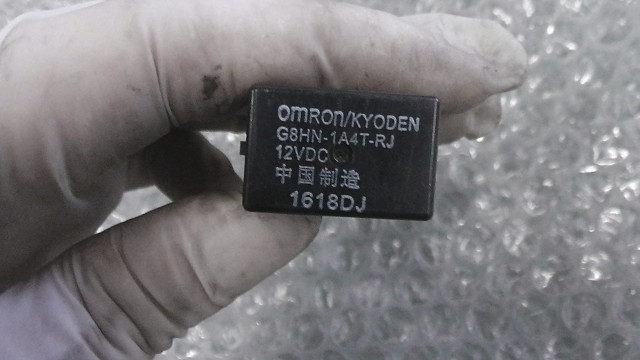 omron/KYODEN
G8HN-1A4T-RJ
12VDC
中国制造
1618DJ